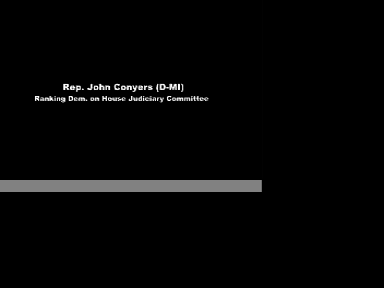 Rep. John Conyers (D-MI)
Ranking Dem. on House Judiciary Committee